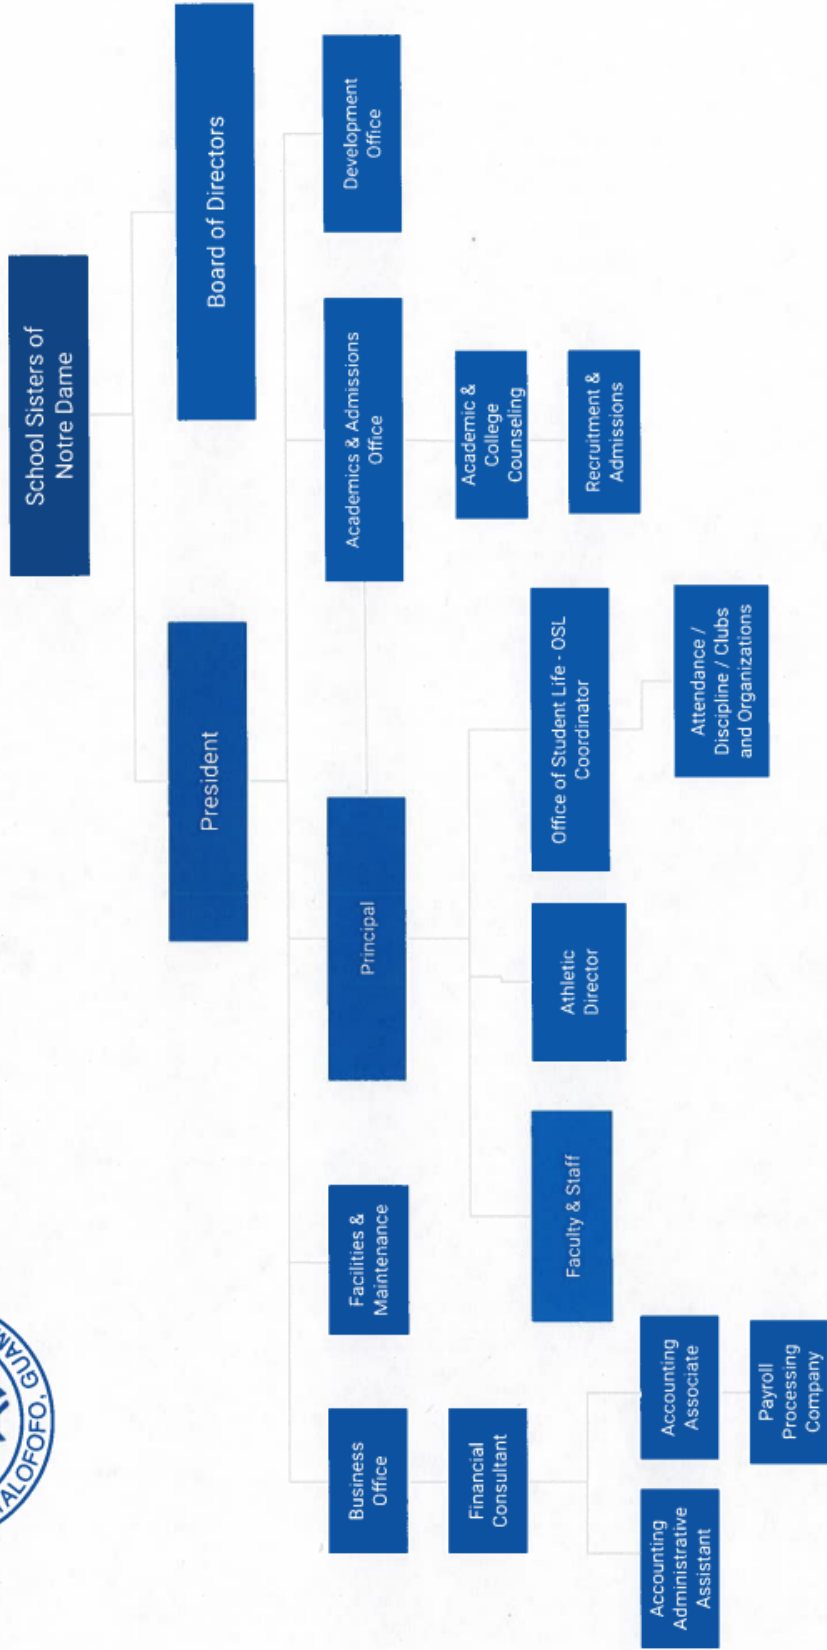 TALOFOFO, GUAM
School Sisters of
Notre Dame
President
Board of Directors
Business
Office
Facilities &
Maintenance
Principal
Academics & Admissions
Office
Development
Office
Financial
Consultant
Academic &
College
Counseling
Faculty & Staff
Athletic
Director
Office of Student Life - OSL
Coordinator
Recruitment &
Admissions
Accounting
Administrative
Assistant
Accounting
Associate
Attendance /
Discipline / Clubs
and Organizations
Payroll
Processing
Company